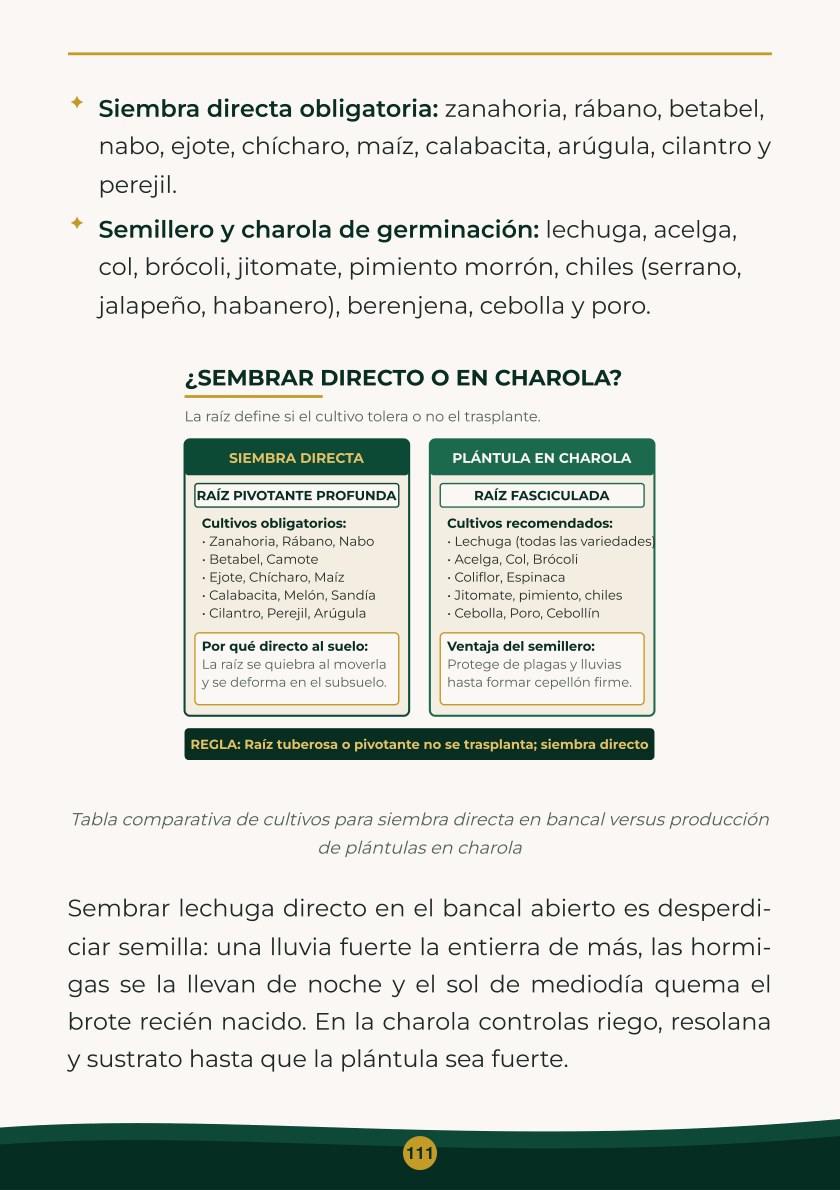 Siembra directa obligatoria: zanahoria, rábano, betabel,
nabo, ejote, chícharo, maíz, calabacita, arúgula, cilantro y
perejil.
Semillero y charola de germinación: lechuga, acelga,
col, brócoli, jitomate, pimiento morrón, chiles (serrano,
jalapeño, habanero), berenjena, cebolla y poro.
¿SEMBRAR DIRECTO O EN CHAROLA?
La raíz define si el cultivo tolera o no el trasplante.
SIEMBRA DIRECTA
RAÍZ PIVOTANTE PROFUNDA
Cultivos obligatorios:
• Zanahoria, Rábano, Nabo
• Betabel, Camote
• Ejote, Chícharo, Maíz
• Calabacita, Melón, Sandía
• Cilantro, Perejil, Arúgula
Por qué directo al suelo:
La raíz se quiebra al moverla
y se deforma en el subsuelo.
PLÁNTULA EN CHAROLA
RAÍZ FASCICULADA
Cultivos recomendados:
• Lechuga (todas las variedades)
• Acelga, Col, Brócoli
• Coliflor, Espinaca
• Jitomate, pimiento, chiles
• Cebolla, Poro, Cebollín
Ventaja del semillero:
Protege de plagas y lluvias
hasta formar cepellón firme.
REGLA: Raíz tuberosa o pivotante no se trasplanta; siembra directo
Tabla comparativa de cultivos para siembra directa en bancal versus producción
de plántulas en charola
Sembrar lechuga directo en el bancal abierto es desperdi-
ciar semilla: una lluvia fuerte la entierra de más, las hormi-
gas se la llevan de noche y el sol de mediodía quema el
brote recién nacido. En la charola controlas riego, resolana
y sustrato hasta que la plántula sea fuerte.
111